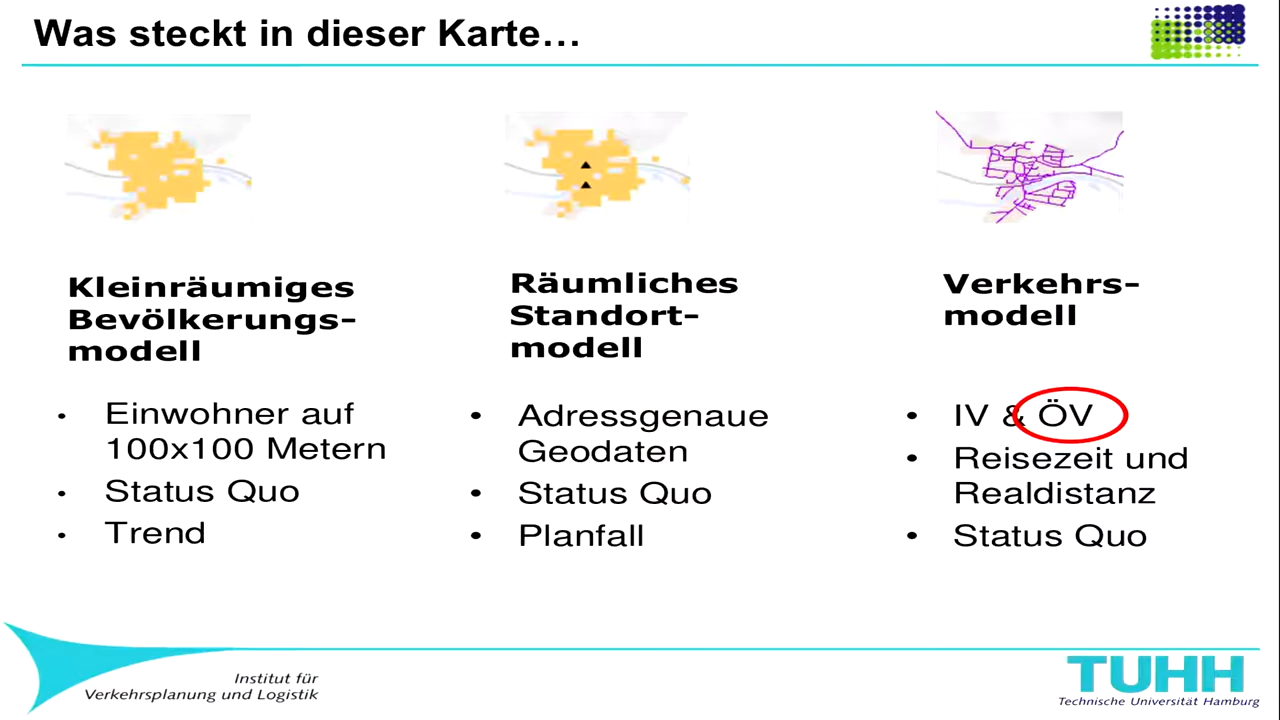 Was steckt in dieser Karte…
Kleinräumiges
Bevölkerungs-
modell
• Einwohner auf
100x100 Metern
• Status Quo
• Trend
Räumliches
Standort-
modell
• Adressgenaue
Geodaten
• Status Quo
• Planfall
Verkehrs-
modell
• IV & ÖV
• Reisezeit und
Realdistanz
• Status Quo
Institut für
Verkehrsplanung und Logistik
TUHH
Technische Universität Hamburg